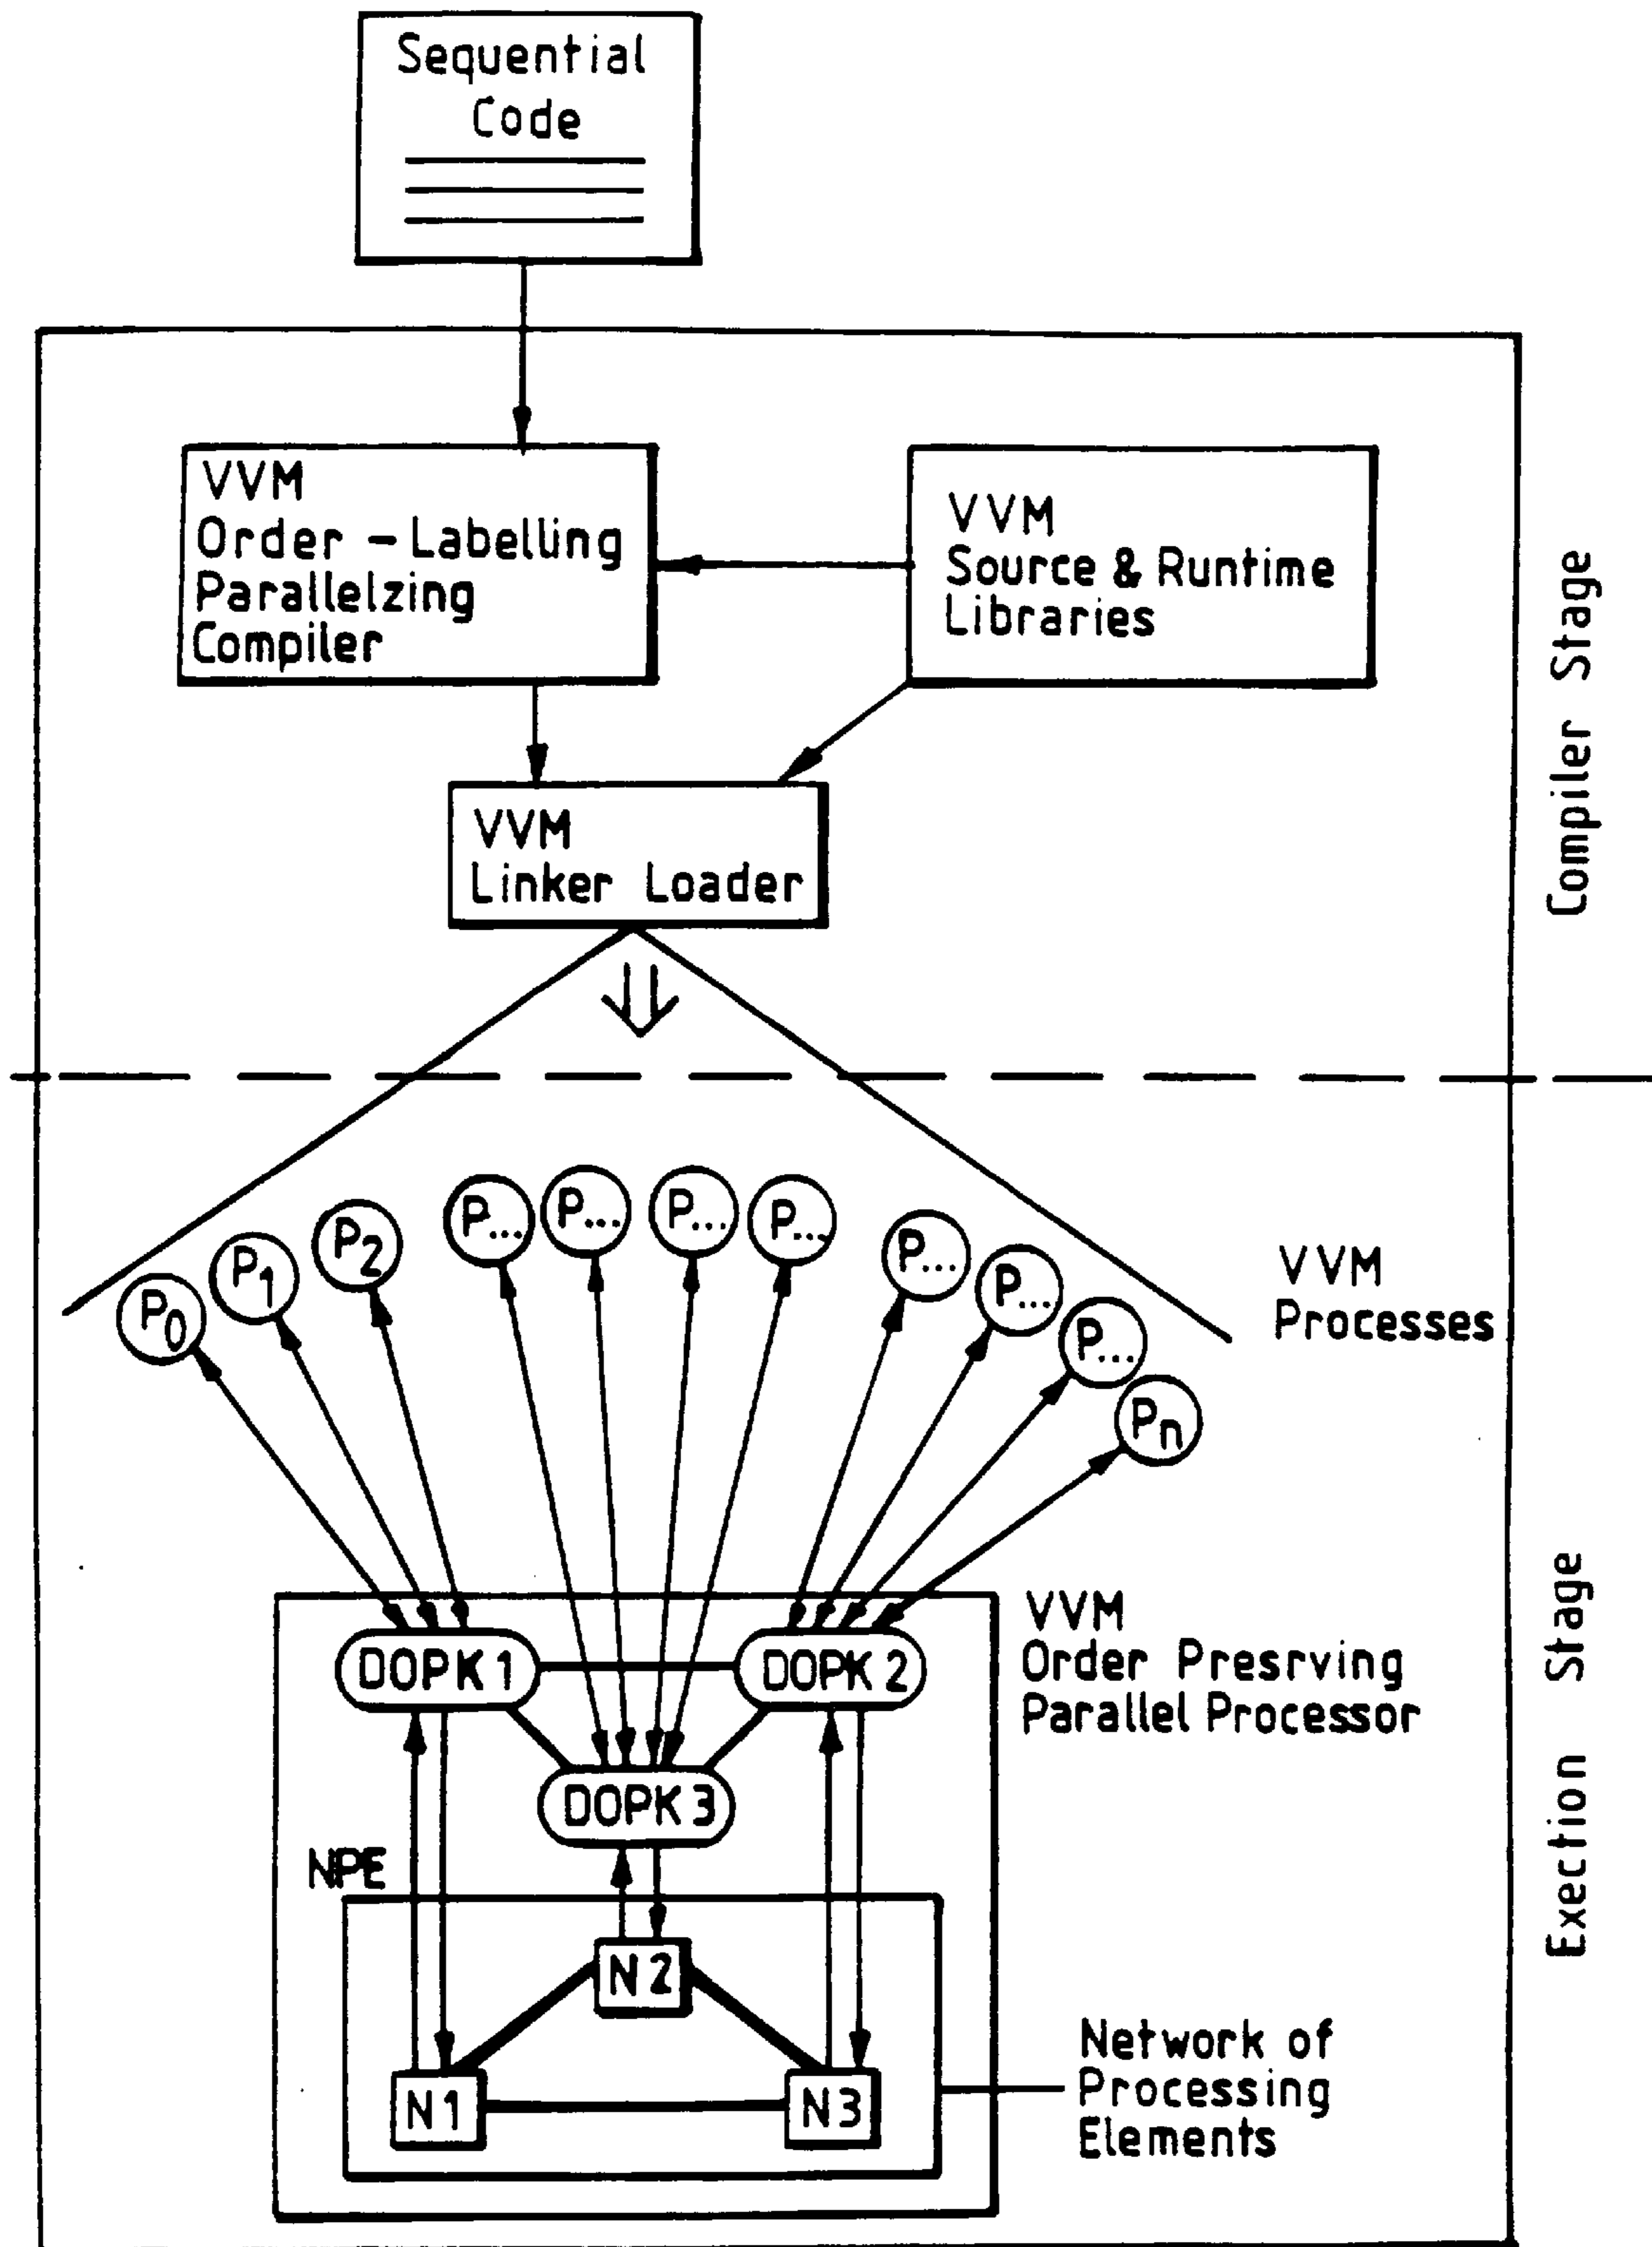 Sequential
Code
VVM
Order - Labelling
Parallelzing
Compiler
VVM
Source & Runtime
Libraries
VVM
Linker Loader
Compiler Stage
P0
P1
P2
P...
P...
P...
P...
P...
P...
P...
Pn
VVM
Processes
VVM
Order Presrving
Parallel Processor
DOPK 1
DOPK 2
DOPK 3
NPE
N2
N1
N3
Network of
Processing
Elements
Exection Stage